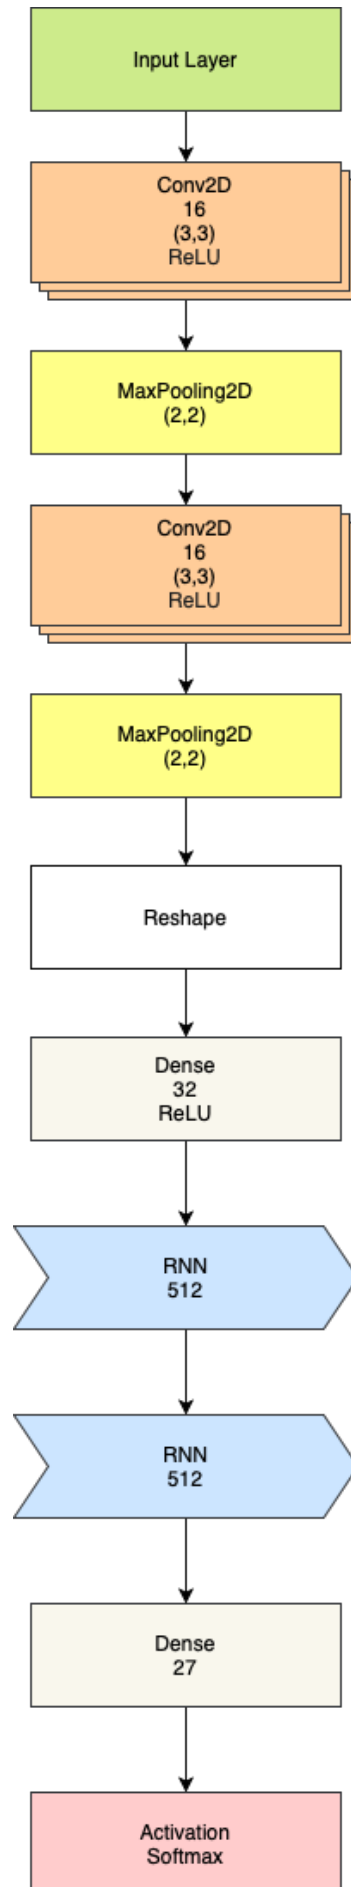 Input Layer
Conv2D
16
(3,3)
ReLU
MaxPooling2D
(2,2)
Conv2D
16
(3,3)
ReLU
MaxPooling2D
(2,2)
Reshape
Dense
32
ReLU
RNN
512
RNN
512
Dense
27
Activation
Softmax